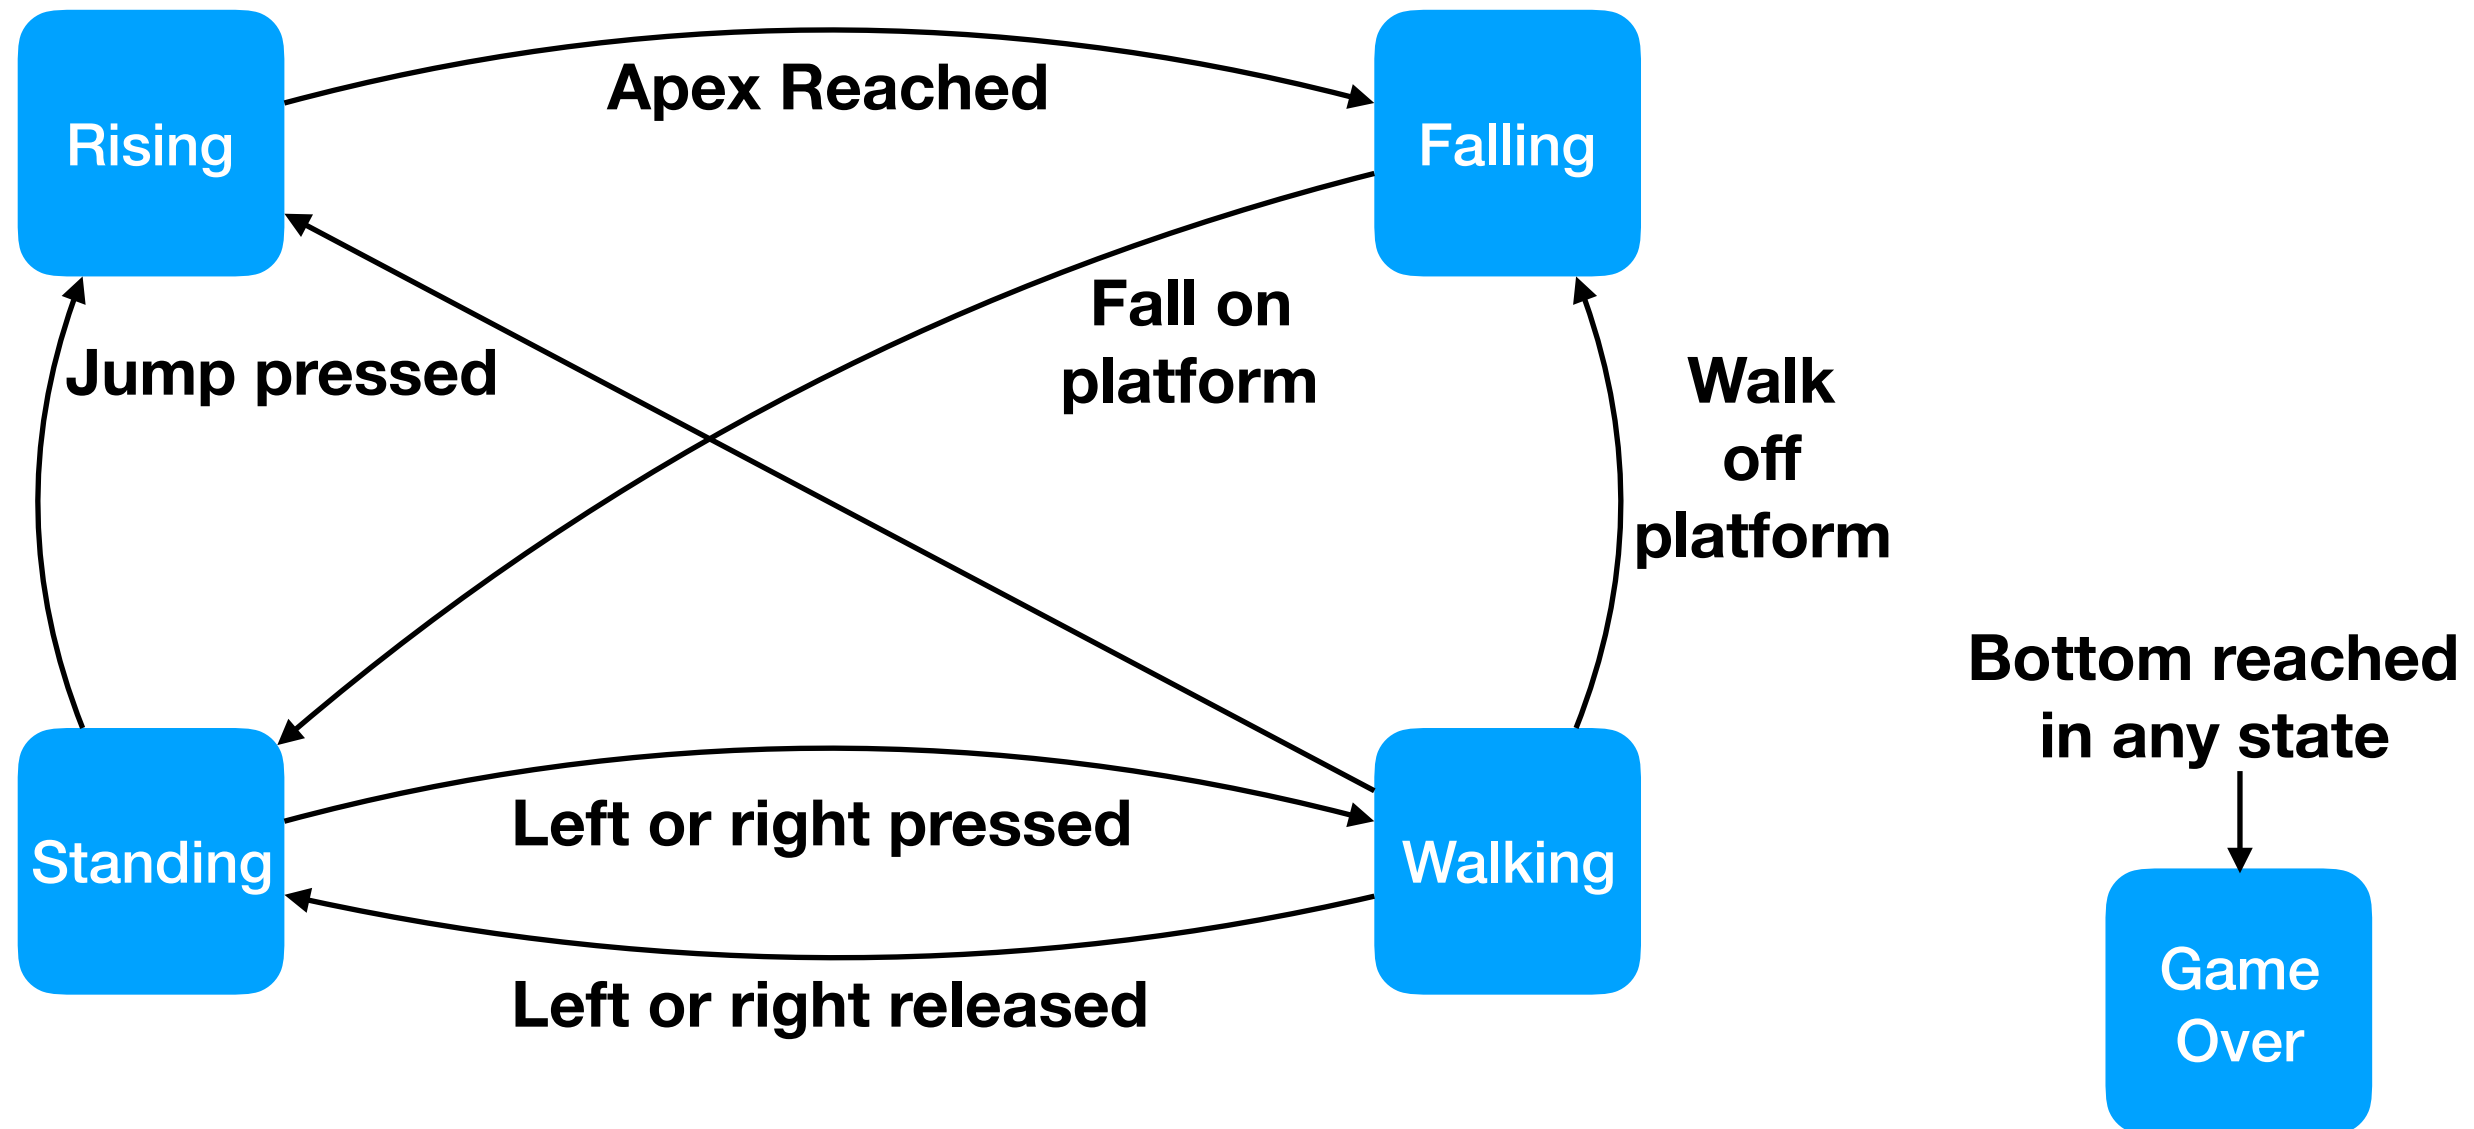 Apex Reached
Rising
Falling
Fall on
platform
Jump pressed
Walk
off
platform
Bottom reached
in any state
Left or right pressed
Standing
Walking
Left or right released
Game
Over